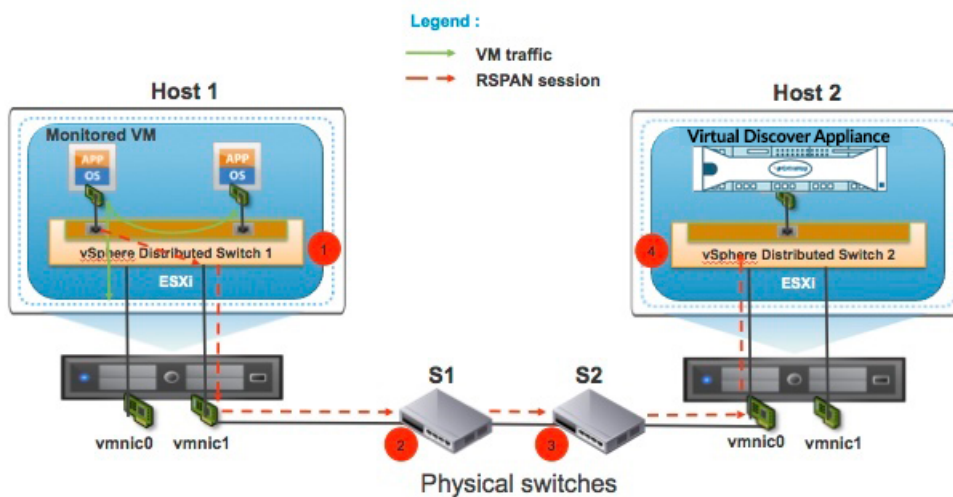 Legend :
VM traffic
RSPAN session
Host 1
Host 2
Monitored VM
APP
OS
APP
OS
Virtual Discover Appliance
vSphere Distributed Switch 1
1
ESXi
4
vSphere Distributed Switch 2
ESXi
S1
S2
vmnic0
vmnic1
2
3
vmnic0
vmnic1
Physical switches